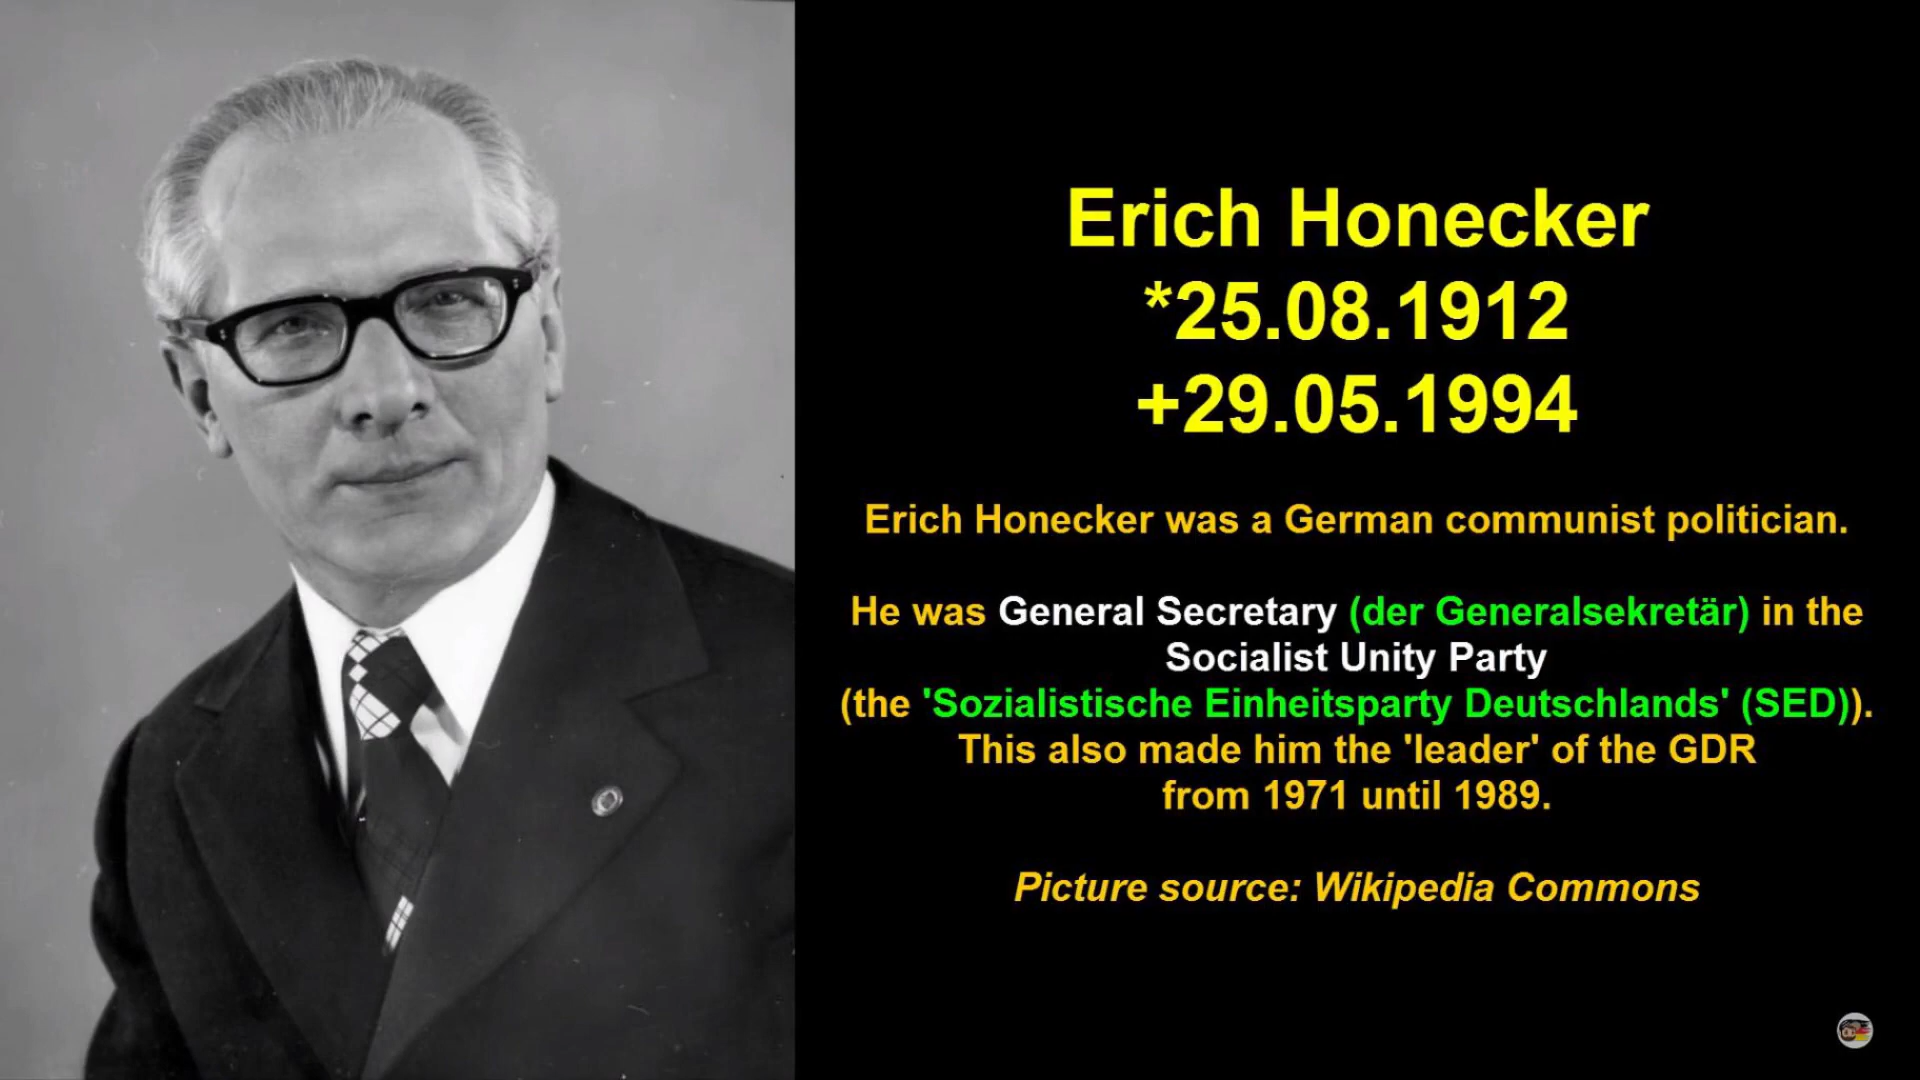 Erich Honecker
*25.08.1912
+29.05.1994
Erich Honecker was a German communist politician.
He was General Secretary (der Generalsekretär) in the
Socialist Unity Party
(the 'Sozialistische Einheitsparty Deutschlands' (SED)).
This also made him the 'leader' of the GDR
from 1971 until 1989.
Picture source: Wikipedia Commons